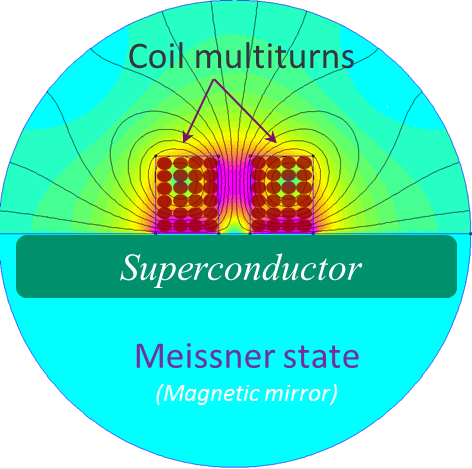 Coil multiturns
Superconductor
Meissner state
(Magnetic mirror)